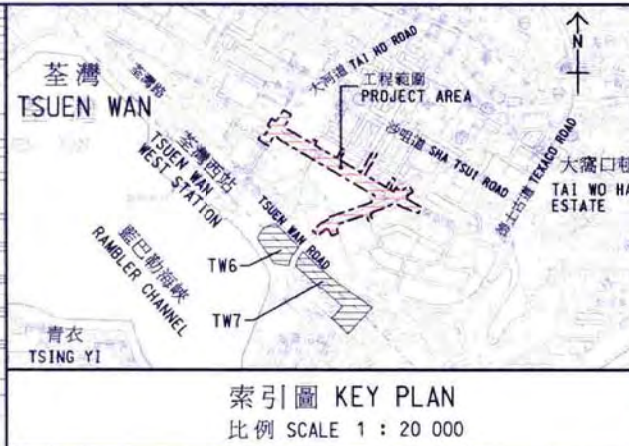 荃灣
TSUEN WAN
荃灣路
荃灣西站
TSUEN WAN
WEST STATION
大河道 TAI HO ROAD
工程範圍
PROJECT AREA
沙咀道 SHA TSUI ROAD
德士古道 TEXACO ROAD
N
大窩口邨
TAI WO HA
ESTATE
TSUEN WAN ROAD
藍巴勒海峽
RAMBLER CHANNEL
TW6
TW7
青衣
TSING YI
索引圖 KEY PLAN
比例 SCALE 1 : 20 000